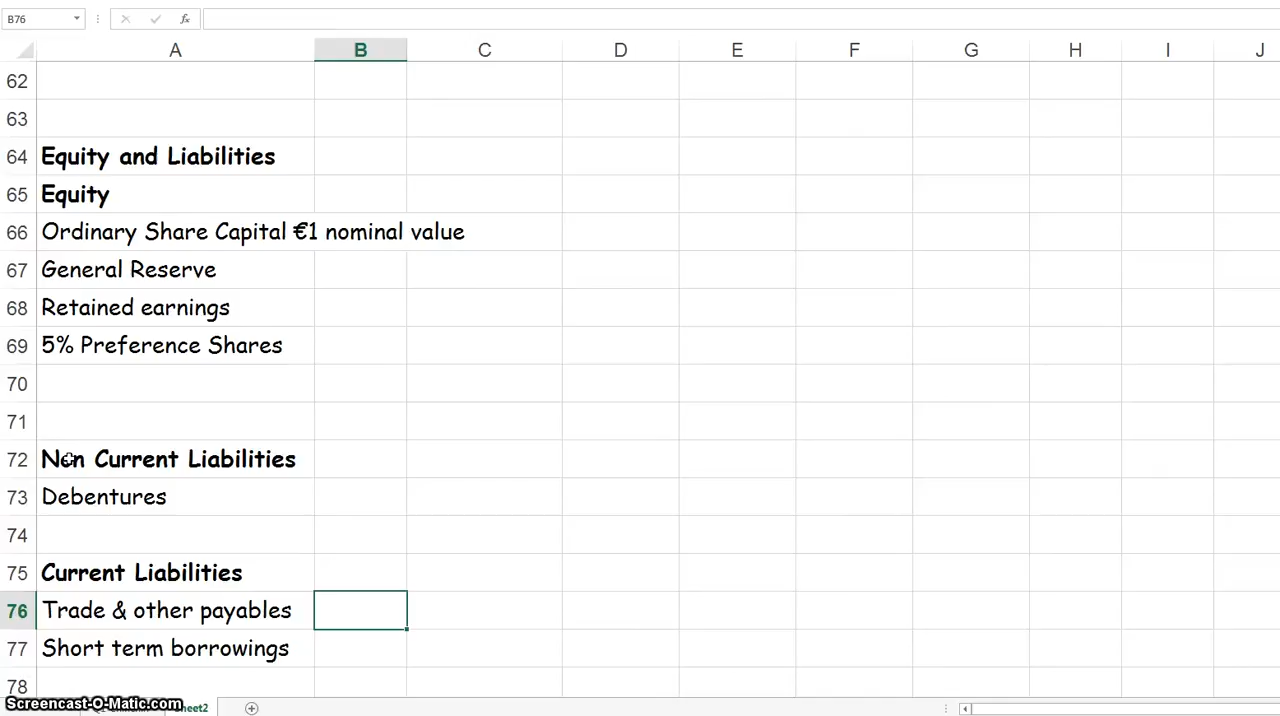 B76
fx
A B C D E F G H I J
62
63
64 Equity and Liabilities
65 Equity
66 Ordinary Share Capital €1 nominal value
67 General Reserve
68 Retained earnings
69 5% Preference Shares
70
71
72 Non Current Liabilities
73 Debentures
74
75 Current Liabilities
76 Trade & other payables
77 Short term borrowings
78
Screencast-O-Matic.com
Sheet2